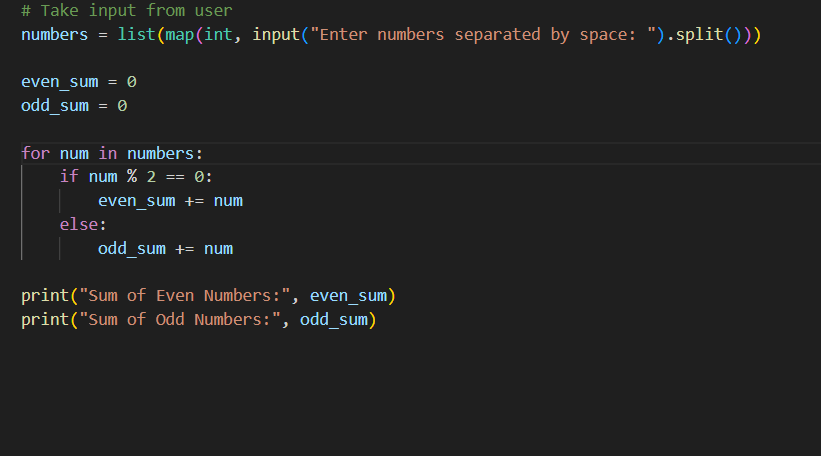 # Take input from user
numbers = list(map(int, input("Enter numbers separated by space: ").split()))
even_sum = 0
odd_sum = 0
for num in numbers:
    if num % 2 == 0:
        even_sum += num
    else:
        odd_sum += num
print("Sum of Even Numbers:", even_sum)
print("Sum of Odd Numbers:", odd_sum)